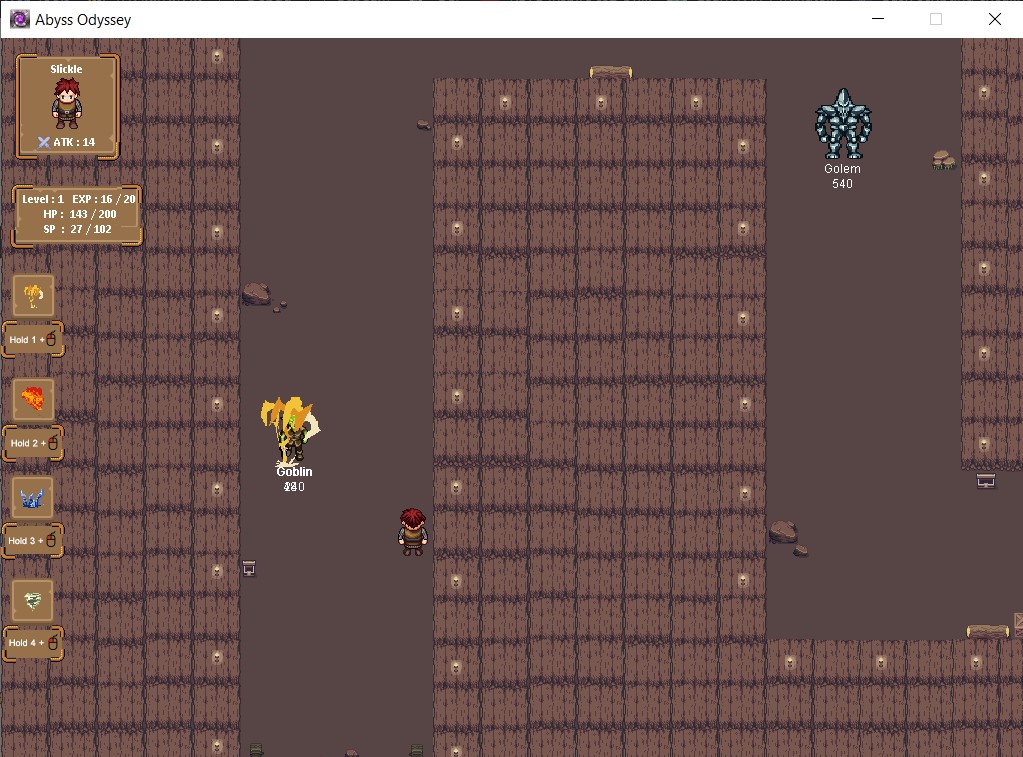 Abyss Odyssey
Slickle
ATK : 14
Level : 1 EXP : 16 / 20
HP : 143 / 200
SP : 27 / 102
Hold 1 +
Hold 2 +
Hold 3 +
Hold 4 +
Golem
540
Goblin